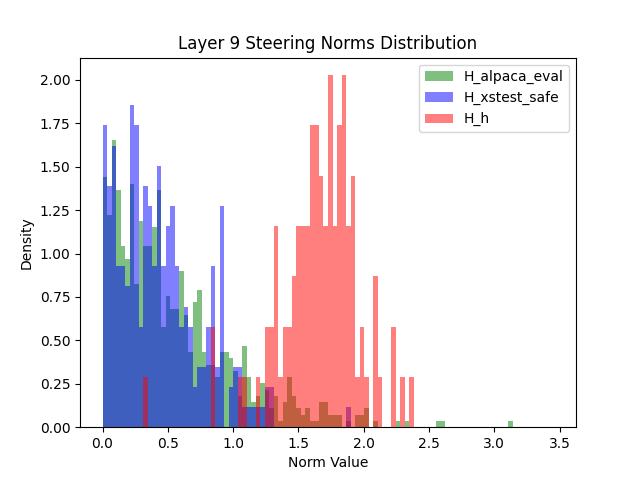 Layer 9 Steering Norms Distribution
H_alpaca_eval
H_xstest_safe
H_h
2.00
1.75
1.50
1.25
1.00
0.75
0.50
0.25
0.00
Density
0.0 0.5 1.0 1.5 2.0 2.5 3.0 3.5
Norm Value